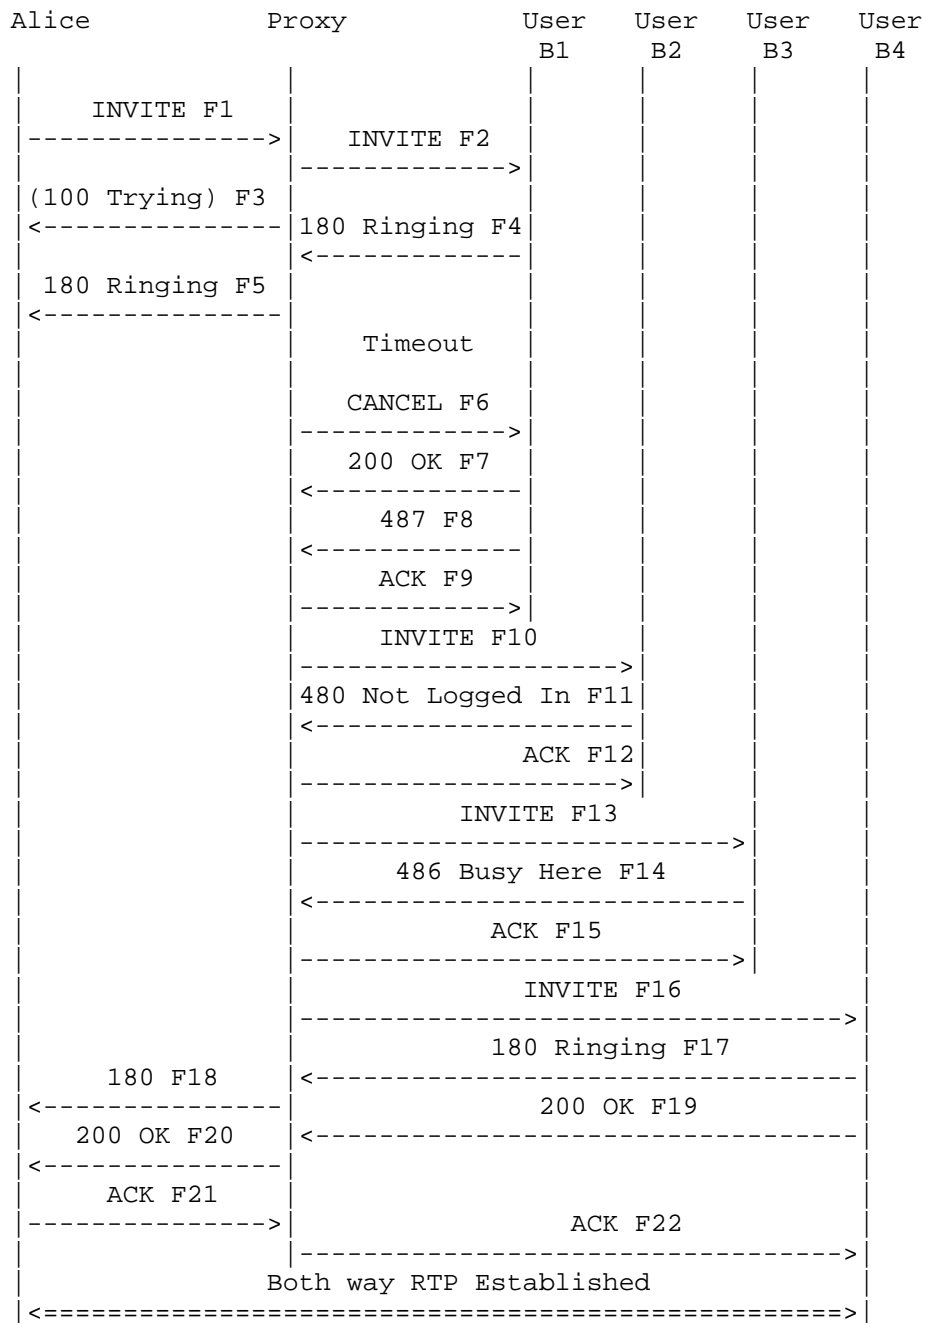 Alice Proxy User User User User
B1 B2 B3 B4
INVITE F1
INVITE F2
(100 Trying) F3
180 Ringing F4
180 Ringing F5
Timeout
CANCEL F6
200 OK F7
487 F8
ACK F9
INVITE F10
480 Not Logged In F11
ACK F12
INVITE F13
486 Busy Here F14
ACK F15
INVITE F16
180 Ringing F17
180 F18
200 OK F19
200 OK F20
ACK F21
ACK F22
Both way RTP Established